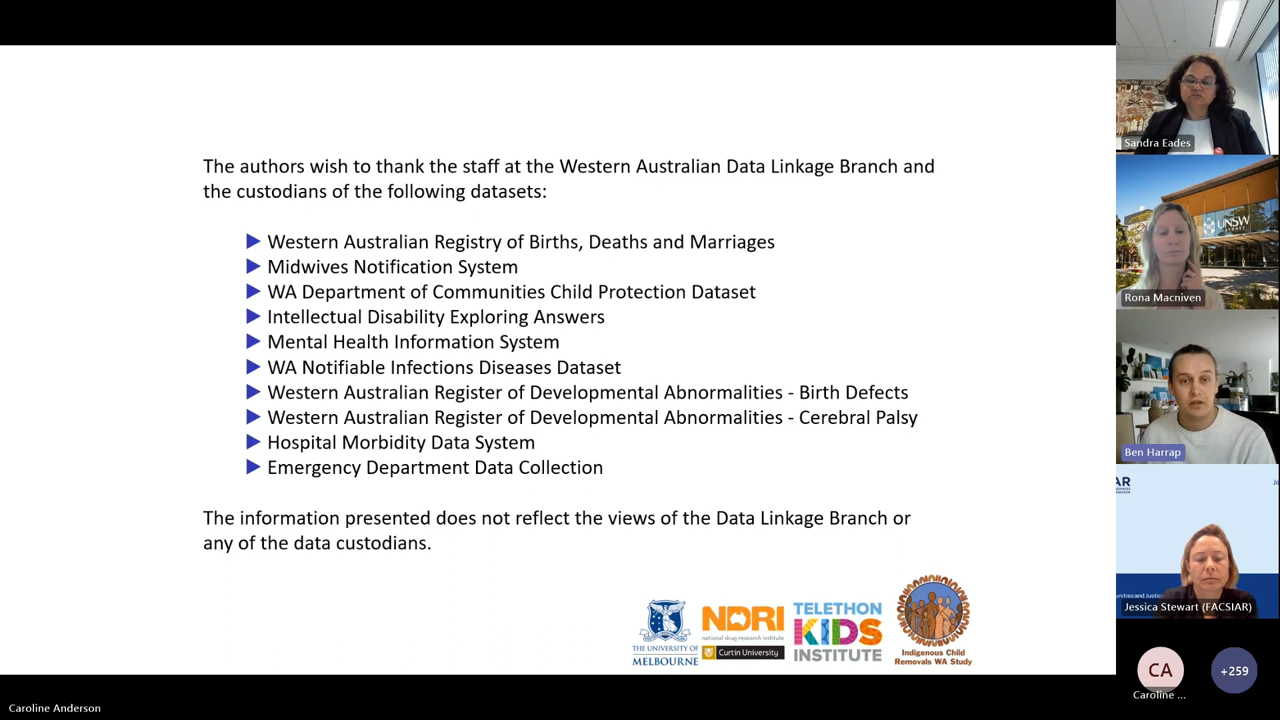 The authors wish to thank the staff at the Western Australian Data Linkage Branch and
the custodians of the following datasets:
Western Australian Registry of Births, Deaths and Marriages
Midwives Notification System
WA Department of Communities Child Protection Dataset
Intellectual Disability Exploring Answers
Mental Health Information System
WA Notifiable Infections Diseases Dataset
Western Australian Register of Developmental Abnormalities - Birth Defects
Western Australian Register of Developmental Abnormalities - Cerebral Palsy
Hospital Morbidity Data System
Emergency Department Data Collection
The information presented does not reflect the views of the Data Linkage Branch or
any of the data custodians.
THE UNIVERSITY OF
MELBOURNE
NDRI
national drug research institute
Curtin University
TELETHON
KIDS
INSTITUTE
Indigenous Child
Removals WA Study
Sandra Eades
UNSW
Rona Macniven
Ben Harrap
AR
Jessica Stewart (FACSIAR)
CA
Caroline ...
+259
Caroline Anderson